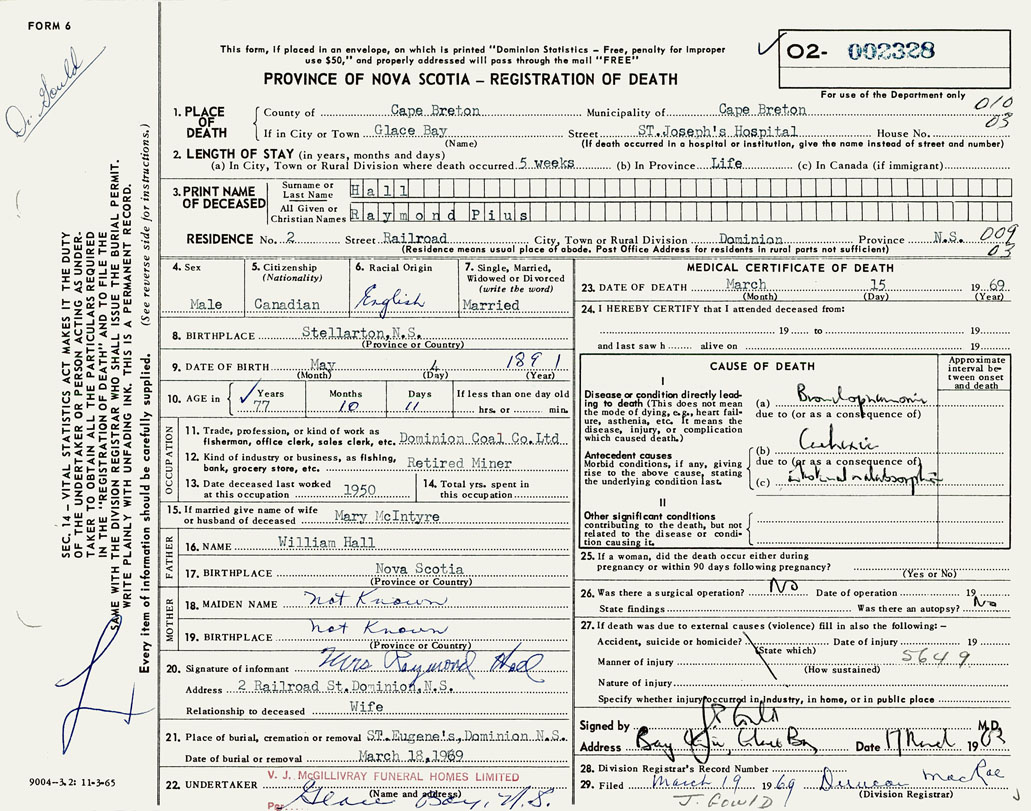 FORM 6
Dr. Gould
This form, if placed in an envelope, on which is printed "Dominion Statistics – Free, penalty for improper
use $50," and properly addressed will pass through the mail "FREE"
PROVINCE OF NOVA SCOTIA – REGISTRATION OF DEATH
✓ 02- 002328
For use of the Department only
010
03
1. PLACE OF DEATH County of Cape Breton Municipality of Cape Breton
If in City or Town Glace Bay Street ST.Joseph's Hospital House No.
(Name) (If death occurred in a hospital or institution, give the name instead of street and number)
2. LENGTH OF STAY (in years, months and days)
(a) In City, Town or Rural Division where death occurred 5 weeks (b) In Province Life (c) In Canada (if immigrant)
3. PRINT NAME OF DECEASED
Surname or Last Name Hall
All Given or Christian Names Raymond Pius
RESIDENCE No. 2 Street Railroad City, Town or Rural Division Dominion Province N.S. 009
03
(Residence means usual place of abode. Post Office Address for residents in rural parts not sufficient)
4. Sex
Male
5. Citizenship
(Nationality)
Canadian
6. Racial Origin
English
7. Single, Married,
Widowed or Divorced
(write the word)
Married
8. BIRTHPLACE Stellarton,N.S.
(Province or Country)
9. DATE OF BIRTH May 4 1891
(Month) (Day) (Year)
10. AGE in ✓ Years Months Days If less than one day old
77 10 11 hrs. or min.
OCCUPATION
11. Trade, profession, or kind of work as
fisherman, office clerk, sales clerk, etc. Dominion Coal Co.Ltd
12. Kind of industry or business, as fishing,
bank, grocery store, etc. Retired Miner
13. Date deceased last worked
at this occupation 1950
14. Total yrs. spent in
this occupation
15. If married give name of wife
or husband of deceased Mary McIntyre
FATHER
16. NAME William Hall
17. BIRTHPLACE Nova Scotia
(Province or Country)
MOTHER
18. MAIDEN NAME not Known
19. BIRTHPLACE not Known
(Province or Country)
20. Signature of informant Mrs Raymond Hall
Address 2 Railroad St.Dominion,N.S.
Relationship to deceased Wife
21. Place of burial, cremation or removal ST.Eugene's,Dominion N.S.
Date of burial or removal March 18,1969
22. UNDERTAKER V. J. McGILLIVRAY FUNERAL HOMES LIMITED
(Name and address)
Per Glace Bay, N.S.
MEDICAL CERTIFICATE OF DEATH
23. DATE OF DEATH March 15 1969
(Month) (Day) (Year)
24. I HEREBY CERTIFY that I attended deceased from:
19 to 19
and last saw h alive on 19
CAUSE OF DEATH
Approximate
interval be-
tween onset
and death
I
Disease or condition directly lead-
ing to death (This does not mean
the mode of dying, e.g., heart fail-
ure, asthenia, etc. It means the
disease, injury, or complication
which caused death.)
(a) Bronchopneumonia
due to (or as a consequence of)
Antecedent causes
Morbid conditions, if any, giving
rise to the above cause, stating
the underlying condition last.
(b) Cachexia
due to (or as a consequence of)
(c) intestinal malabsorption
II
Other significant conditions
contributing to the death, but not
related to the disease or condi-
tion causing it.
25. If a woman, did the death occur either during
pregnancy or within 90 days following pregnancy?
(Yes or No)
26. Was there a surgical operation? No Date of operation 19
State findings Was there an autopsy? No
27. If death was due to external causes (violence) fill in also the following:–
Accident, suicide or homicide? Date of injury 19
(State which)
Manner of injury 5649
(How sustained)
Nature of injury
Specify whether injury occurred in industry, in home, or in public place
Signed by M.D.
Address Glace Bay Date 17 March 19
28. Division Registrar's Record Number
29. Filed March 19 1969 Duncan MacRae
(Division Registrar)
J. GOULD
SEC. 14 – VITAL STATISTICS ACT MAKES IT THE DUTY
OF THE UNDERTAKER OR PERSON ACTING AS UNDER-
TAKER TO OBTAIN ALL THE PARTICULARS REQUIRED
IN THE "REGISTRATION OF DEATH" AND TO FILE THE
SAME WITH THE DIVISION REGISTRAR WHO SHALL ISSUE THE BURIAL PERMIT.
WRITE PLAINLY WITH UNFADING INK. THIS IS A PERMANENT RECORD.
Every item of information should be carefully supplied. (See reverse side for instructions.)
9004–3.2: 11-3-65